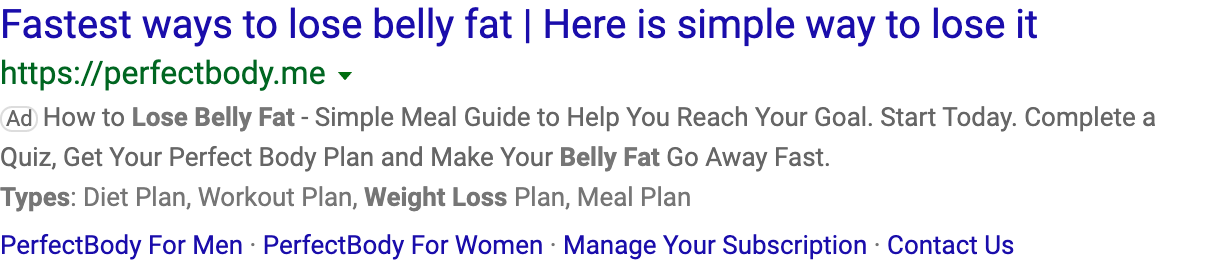 Fastest ways to lose belly fat | Here is simple way to lose it
https://perfectbody.me
Ad How to Lose Belly Fat - Simple Meal Guide to Help You Reach Your Goal. Start Today. Complete a
Quiz, Get Your Perfect Body Plan and Make Your Belly Fat Go Away Fast.
Types: Diet Plan, Workout Plan, Weight Loss Plan, Meal Plan
PerfectBody For Men · PerfectBody For Women · Manage Your Subscription · Contact Us